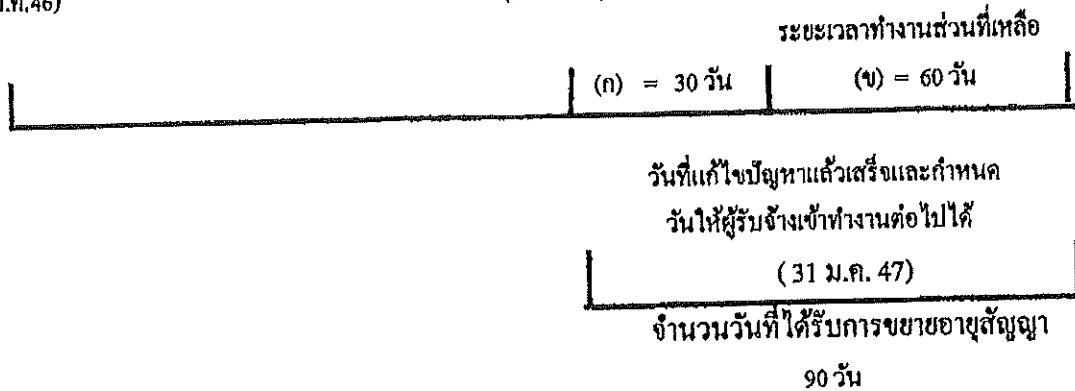 ระยะเวลาทำงานส่วนที่เหลือ
(ก) = 30 วัน (ข) = 60 วัน
วันที่แก้ไขปัญหาแล้วเสร็จและกำหนด
วันให้ผู้รับจ้างเข้าทำงานต่อไปได้
( 31 ม.ค. 47)
จำนวนวันที่ได้รับการขยายอายุสัญญา
90 วัน